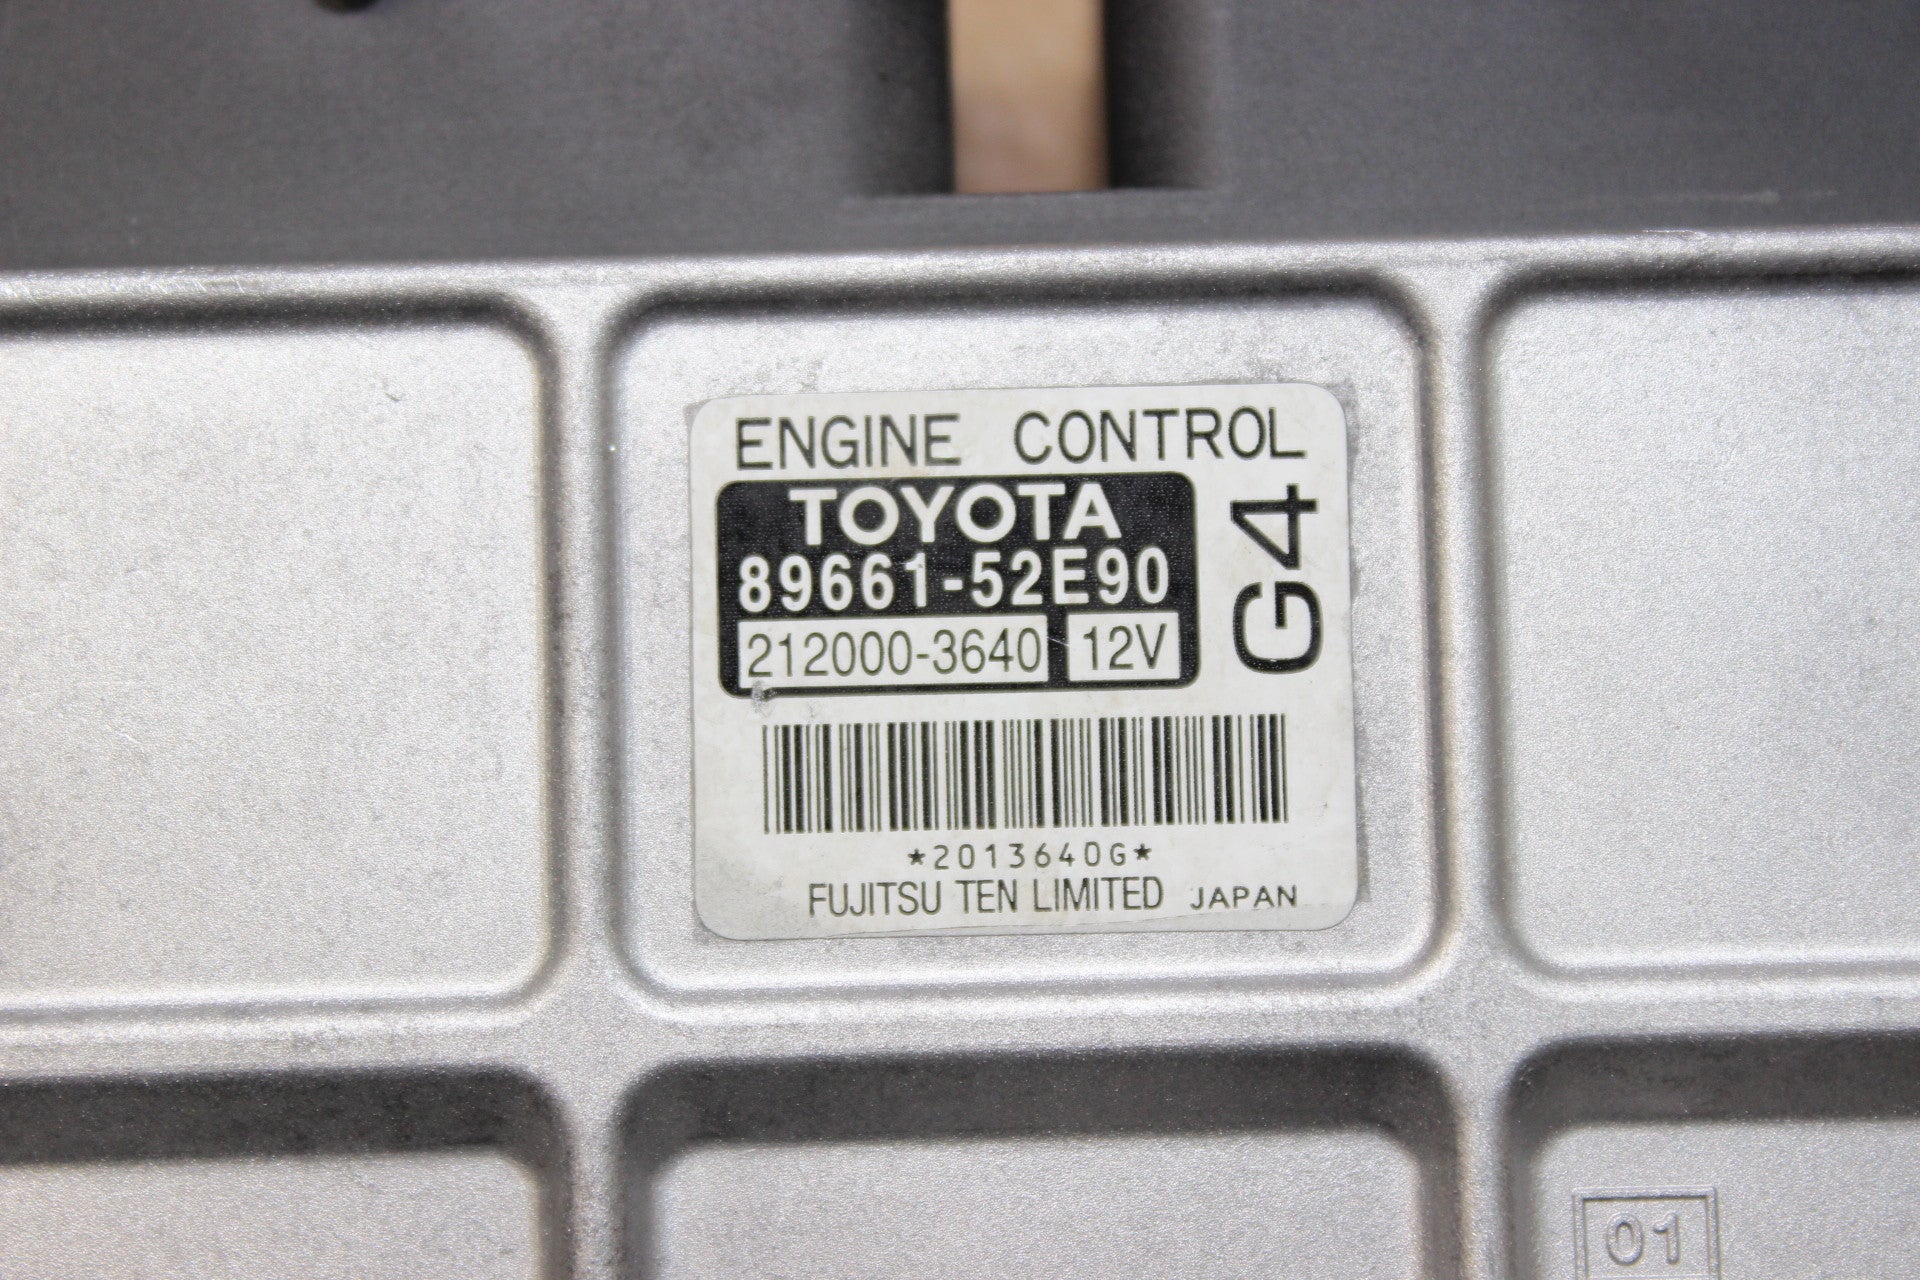 ENGINE CONTROL
TOYOTA
89661-52E90
212000-3640 12V
G4
*2013640G*
FUJITSU TEN LIMITED JAPAN
01